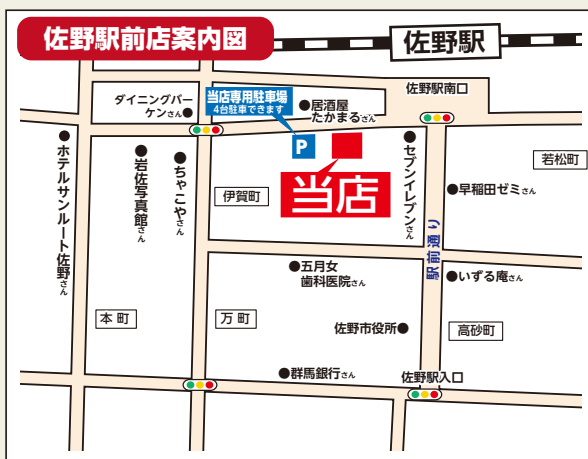 佐野駅前店案内図
佐野駅
佐野駅南口
ダイニングバー
ケンさん
当店専用駐車場
4台駐車できます
居酒屋
たかまるさん
P
当店
セブンイレブンさん
若松町
早稲田ゼミさん
ホテルサンルート佐野さん
岩佐写真館さん
ちゃこやさん
伊賀町
駅前通り
五月女
歯科医院さん
いずる庵さん
本町
万町
佐野市役所
高砂町
群馬銀行さん
佐野駅入口